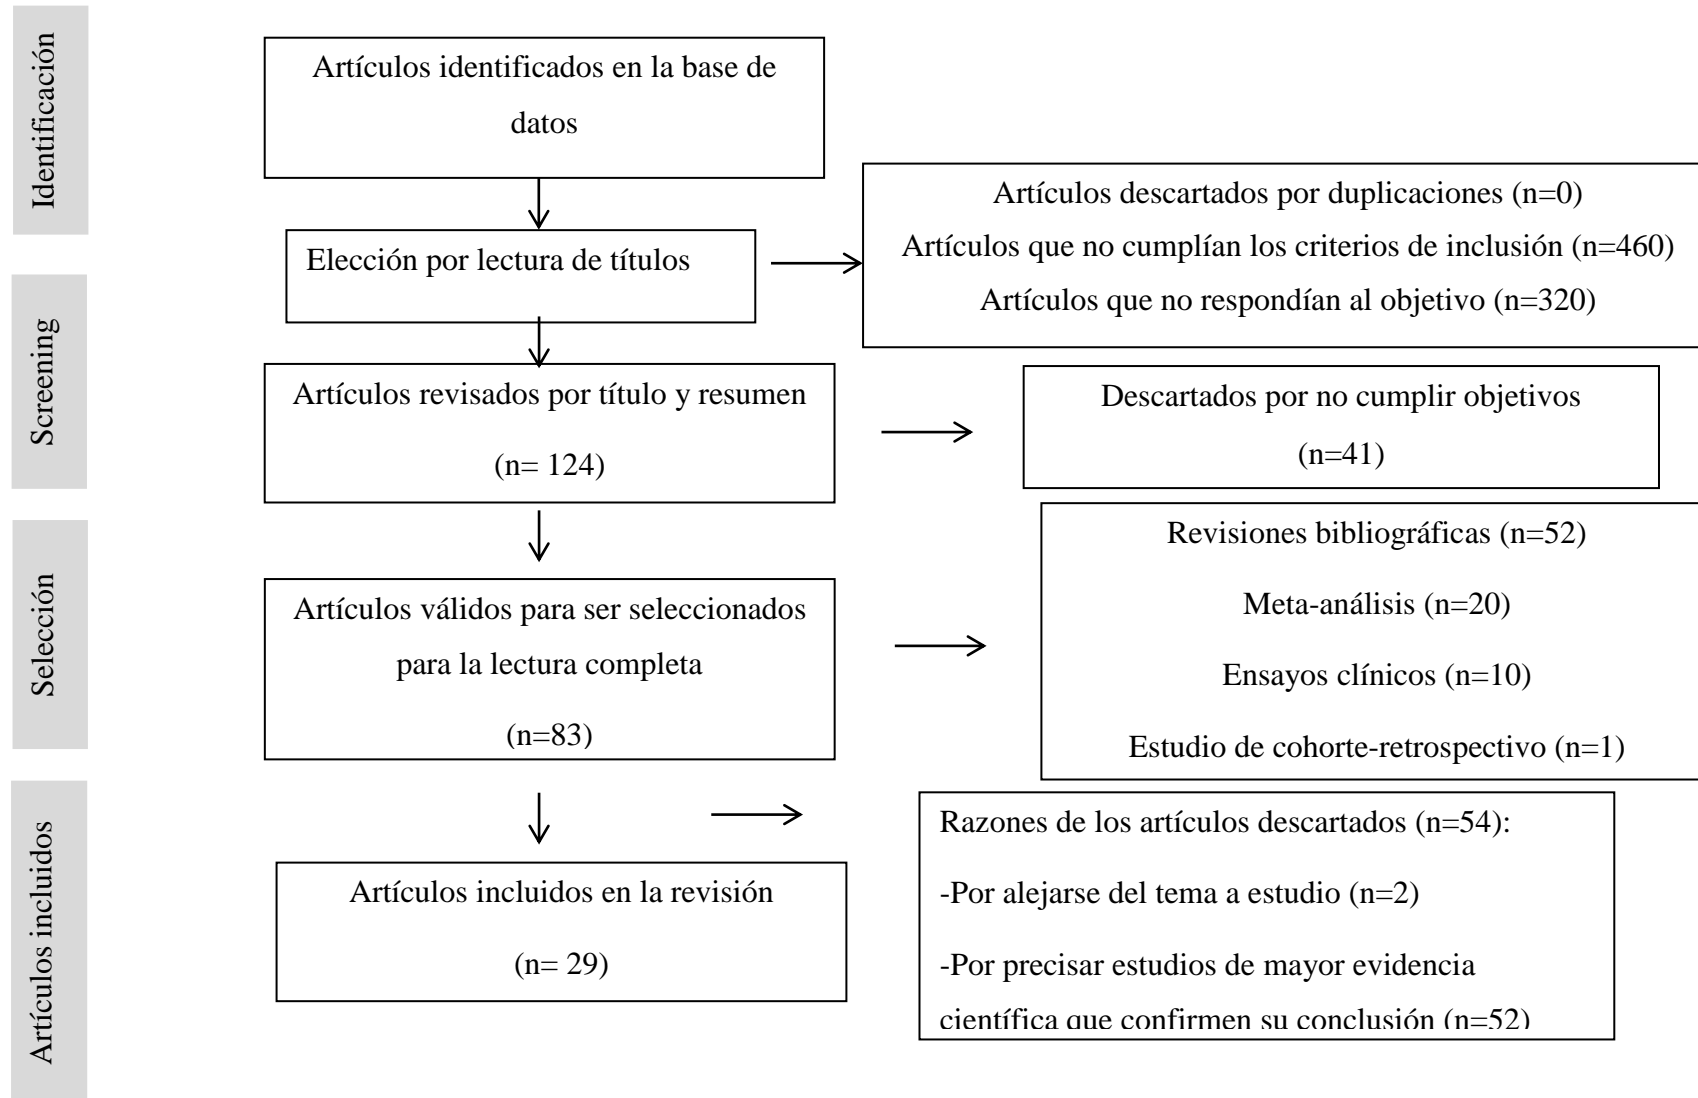 Identificación
Artículos identificados en la base de
datos
Artículos descartados por duplicaciones (n=0)
Artículos que no cumplían los criterios de inclusión (n=460)
Artículos que no respondían al objetivo (n=320)
Elección por lectura de títulos
Screening
Artículos revisados por título y resumen
(n= 124)
Descartados por no cumplir objetivos
(n=41)
Selección
Artículos válidos para ser seleccionados
para la lectura completa
(n=83)
Revisiones bibliográficas (n=52)
Meta-análisis (n=20)
Ensayos clínicos (n=10)
Estudio de cohorte-retrospectivo (n=1)
Artículos incluidos
Artículos incluidos en la revisión
(n= 29)
Razones de los artículos descartados (n=54):
-Por alejarse del tema a estudio (n=2)
-Por precisar estudios de mayor evidencia
científica que confirmen su conclusión (n=52)